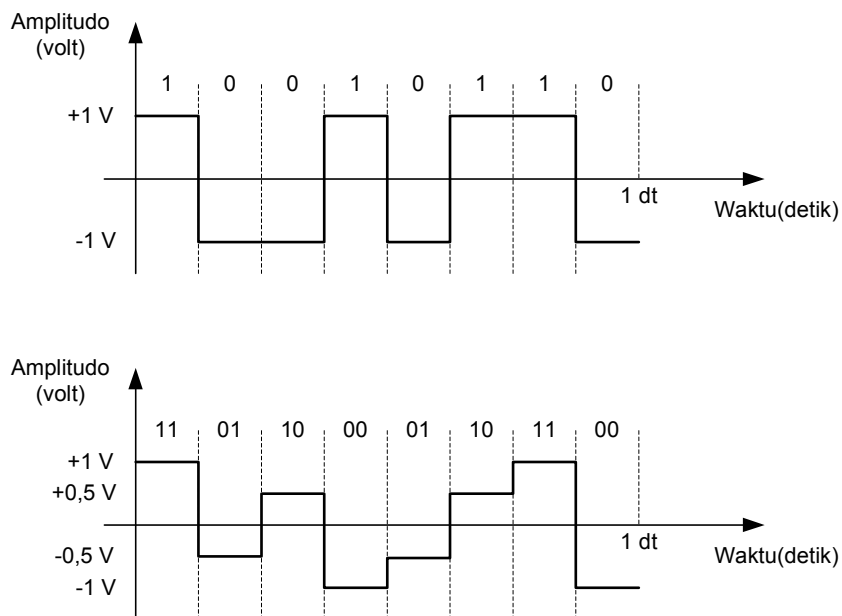 Amplitudo
(volt)
1 0 0 1 0 1 1 0
+1 V
1 dt
Waktu(detik)
-1 V
Amplitudo
(volt)
11 01 10 00 01 10 11 00
+1 V
+0,5 V
-0,5 V
1 dt
Waktu(detik)
-1 V